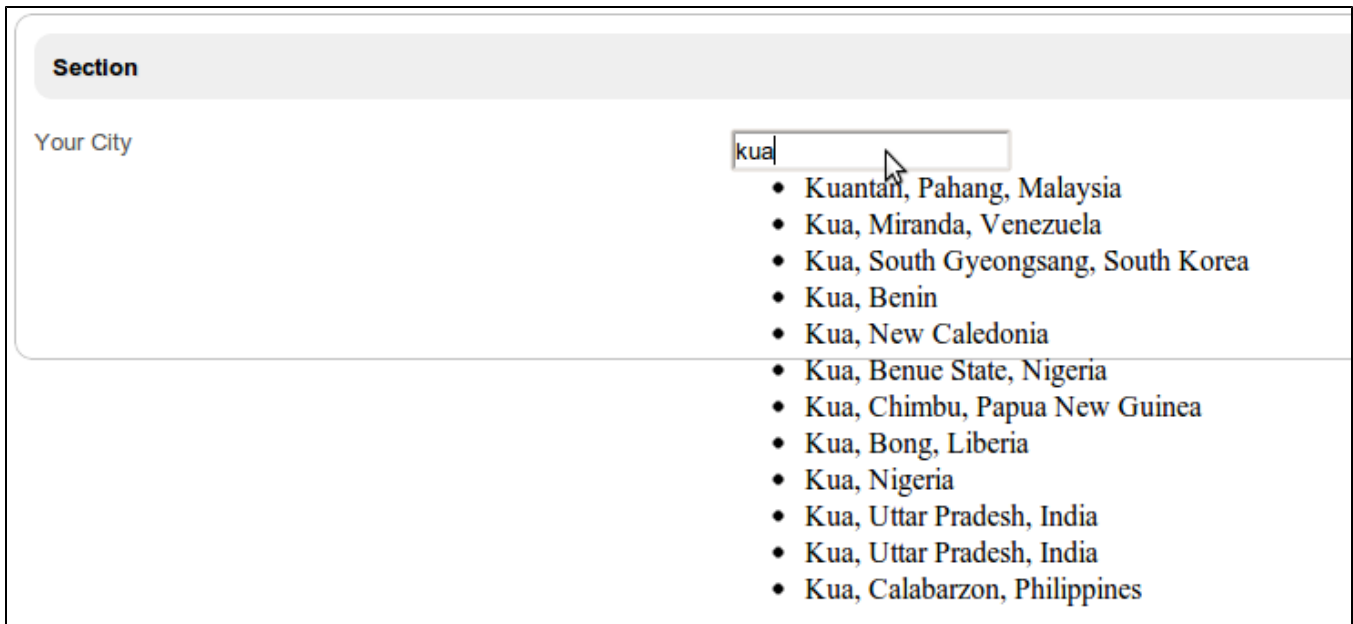 Section
Your City
kua
Kuantan, Pahang, Malaysia
Kua, Miranda, Venezuela
Kua, South Gyeongsang, South Korea
Kua, Benin
Kua, New Caledonia
Kua, Benue State, Nigeria
Kua, Chimbu, Papua New Guinea
Kua, Bong, Liberia
Kua, Nigeria
Kua, Uttar Pradesh, India
Kua, Uttar Pradesh, India
Kua, Calabarzon, Philippines